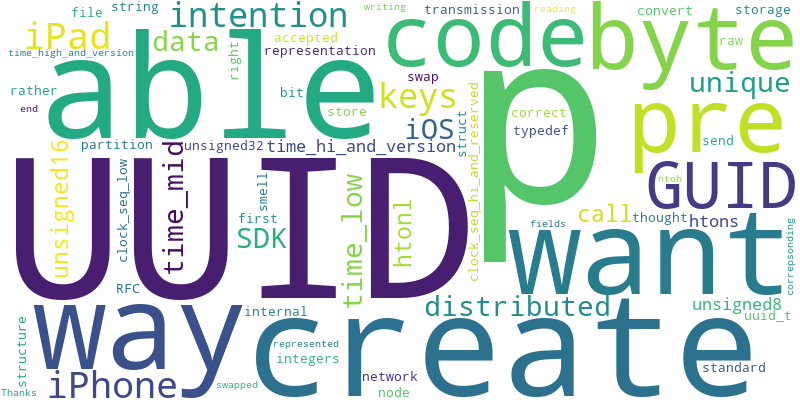 file string intention transmission writing reading convert storage
iPad data accepted code byte raw
time_high_and_version representation
rather able right bit swap keys p unique
store iOS struct correct pre
end typedef send
partition unsigned32 time_hi_and_version
UUID unsigned16 clock_seq_low time_mid smell clock_seq_hi_and_reserved ntoh GUID
first time_low htonl call thought htons
SDK fields want correpsonding
RFC
way internal create distributed unsigned8
structure uuid_t
represented
integers standard
iPhone swapped network
Thanks node